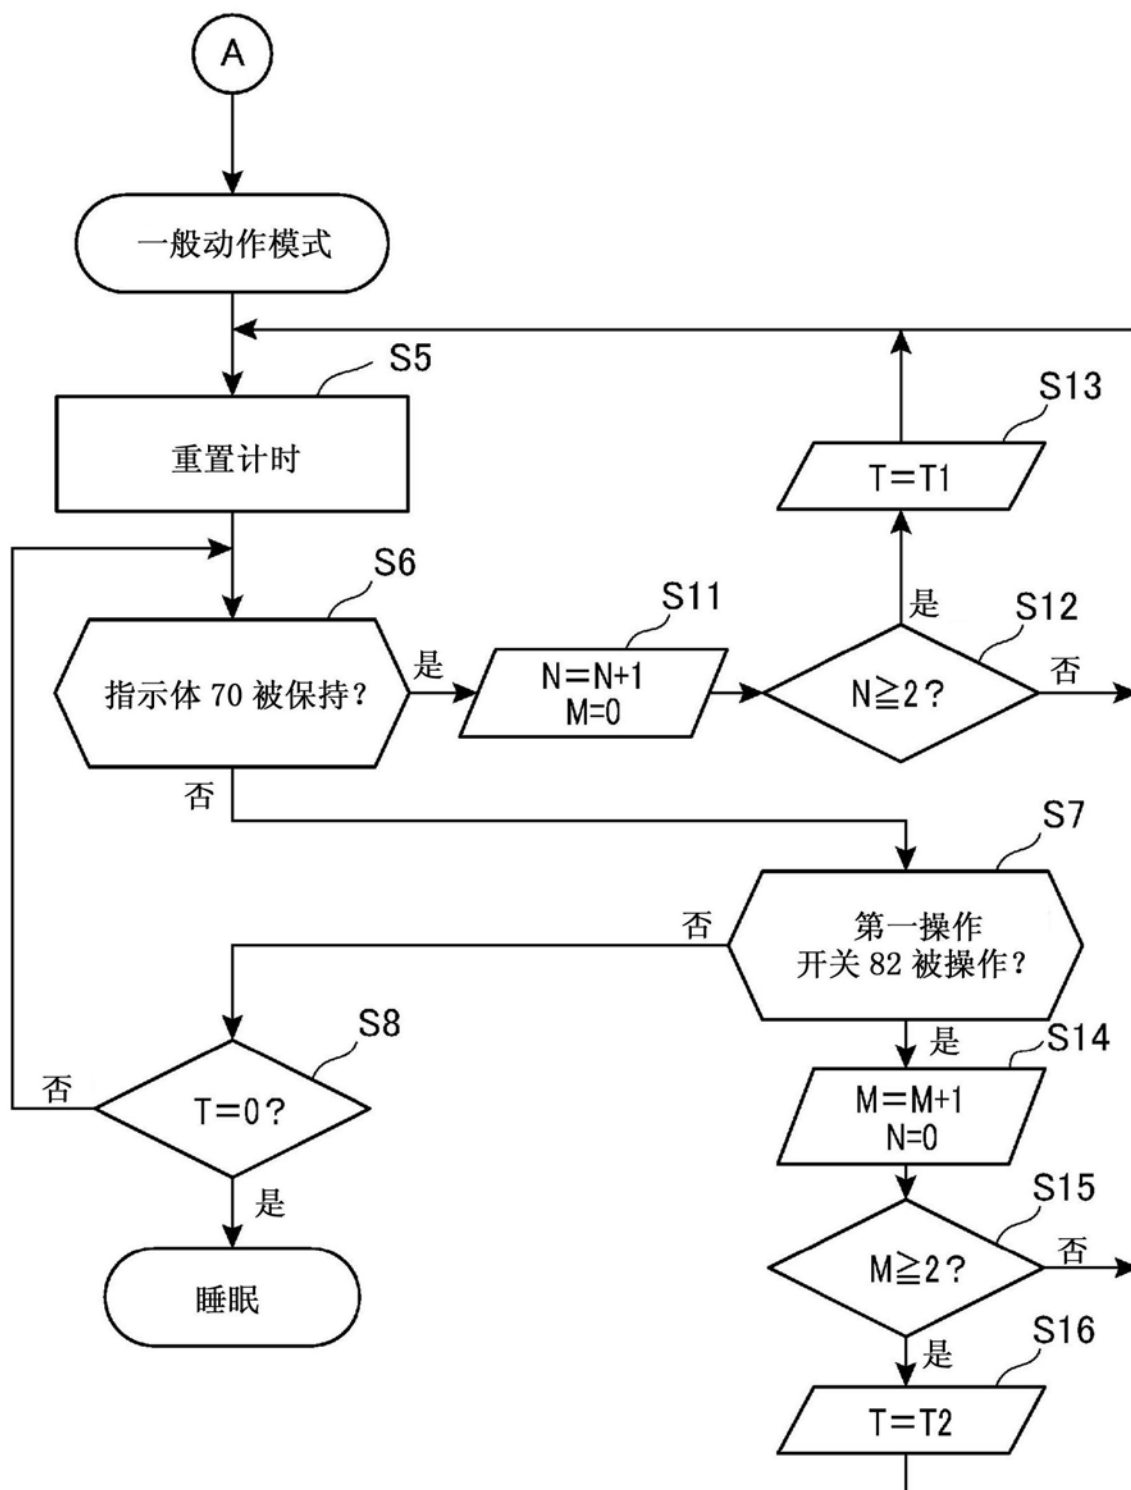 A
一般动作模式
S5
重置计时
S13
T=T1
S6
指示体 70 被保持?
是
S11
N=N+1
M=0
是
S12
N≧2?
否
否
S7
第一操作
开关 82 被操作?
否
是
S8
T=0?
否
是
睡眠
S14
M=M+1
N=0
S15
M≧2?
否
是
S16
T=T2